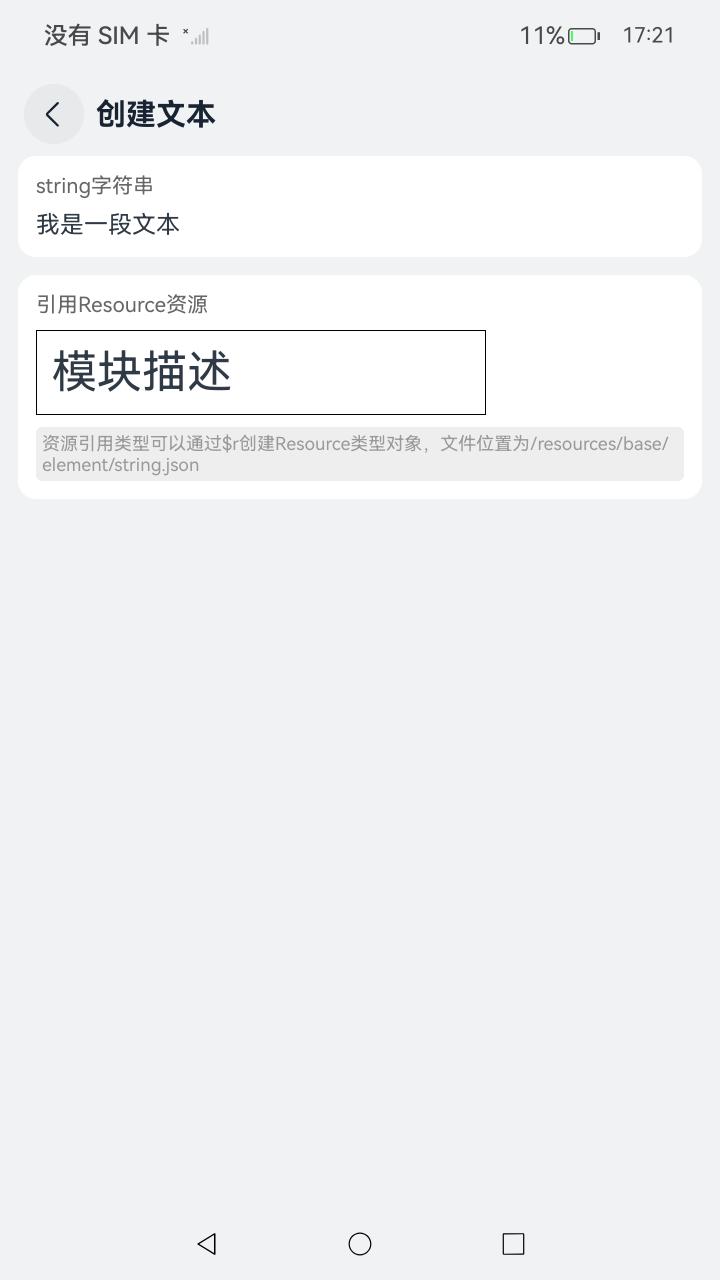 没有 SIM 卡
11%
17:21
创建文本
string字符串
我是一段文本
引用Resource资源
模块描述
资源引用类型可以通过$r创建Resource类型对象，文件位置为/resources/base/
element/string.json